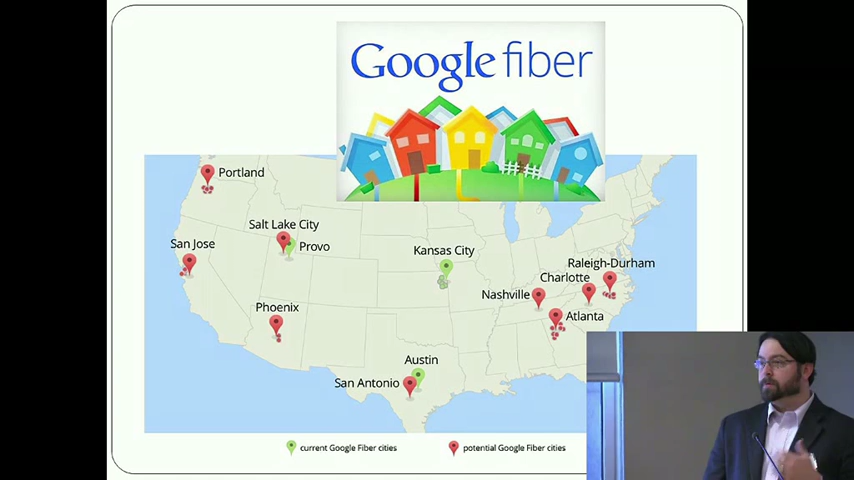 Google fiber
Portland
Salt Lake City
San Jose
Provo
Kansas City
Raleigh-Durham
Charlotte
Nashville
Phoenix
Atlanta
Austin
San Antonio
current Google Fiber cities
potential Google Fiber cities